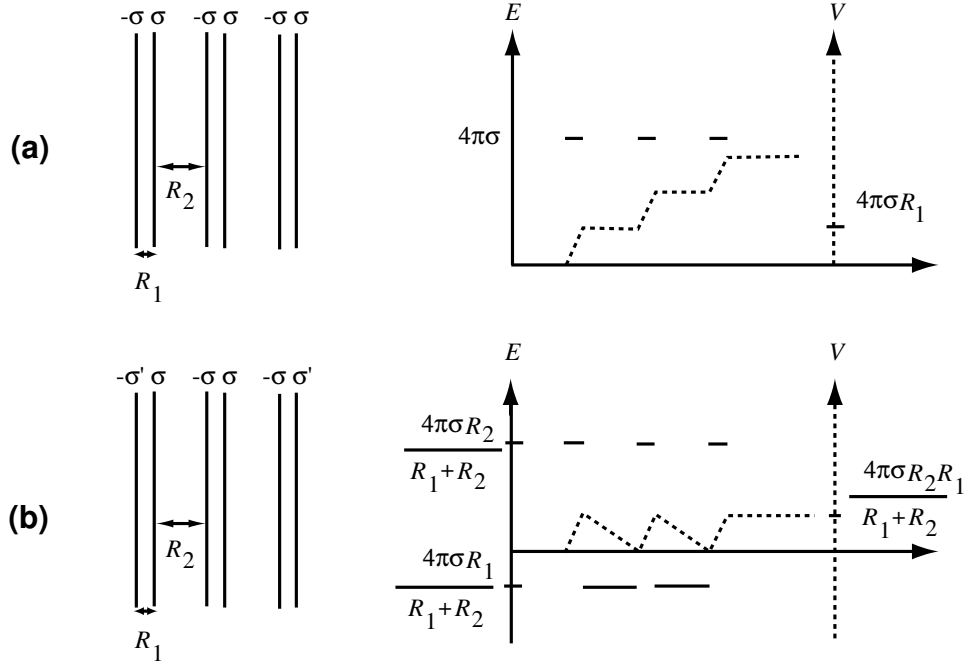 -σ σ -σ σ -σ σ
(a)
R2
R1
E
V
4πσ
4πσR1
-σ' σ -σ σ -σ σ'
(b)
R2
R1
E
V
4πσR2
R1+R2
4πσR1
R1+R2
4πσR2R1
R1+R2